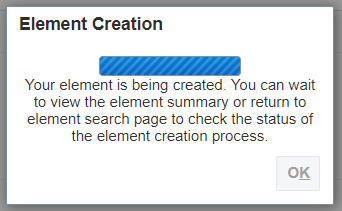 Element Creation
Your element is being created. You can wait
to view the element summary or return to
element search page to check the status of
the element creation process.
OK